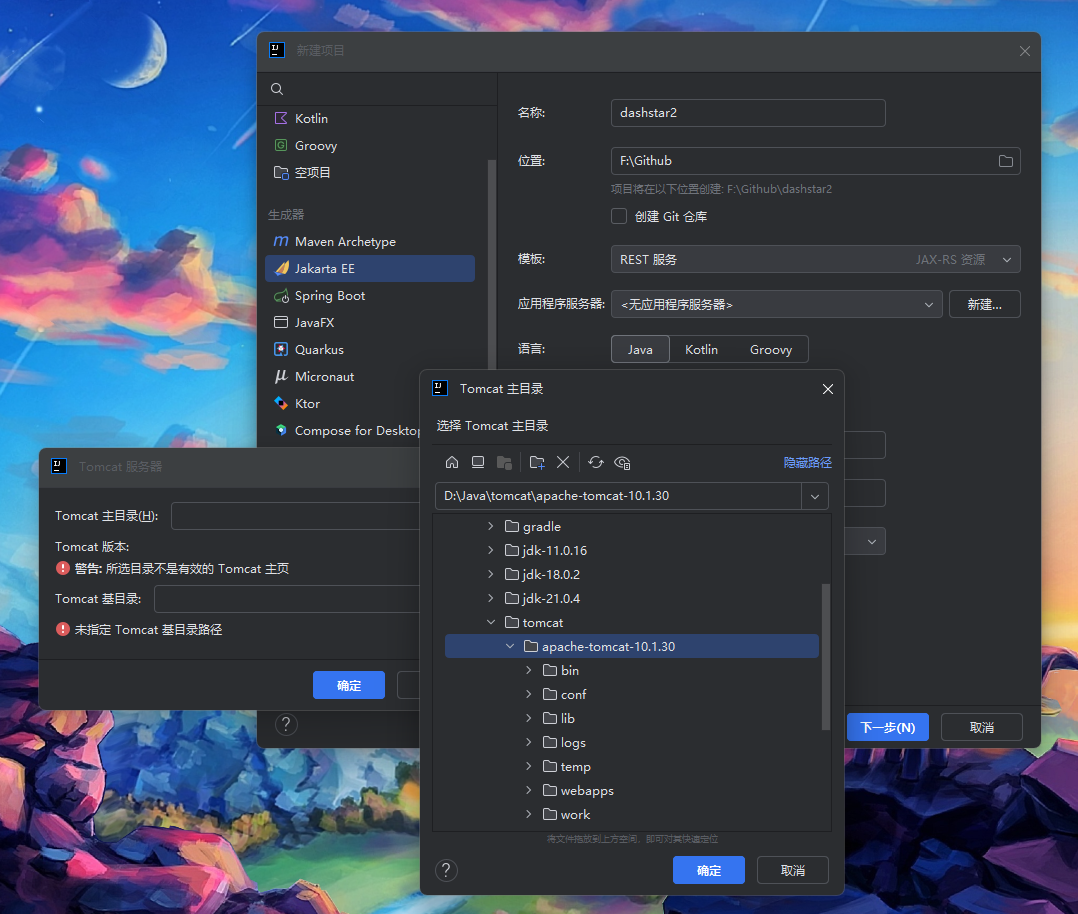 新建项目
Kotlin
Groovy
空项目
生成器
Maven Archetype
Jakarta EE
Spring Boot
JavaFX
Quarkus
Micronaut
Ktor
Compose for Desktop
名称:
dashstar2
位置:
F:\Github
项目将在以下位置创建: F:\Github\dashstar2
创建 Git 仓库
模板:
REST 服务
JAX-RS 资源
应用程序服务器:
<无应用程序服务器>
新建...
语言:
Java
Kotlin
Groovy
下一步(N)
取消
?
Tomcat 服务器
Tomcat 主目录(H):
Tomcat 版本:
警告: 所选目录不是有效的 Tomcat 主页
Tomcat 基目录:
未指定 Tomcat 基目录路径
确定
Tomcat 主目录
选择 Tomcat 主目录
隐藏路径
D:\Java\tomcat\apache-tomcat-10.1.30
gradle
jdk-11.0.16
jdk-18.0.2
jdk-21.0.4
tomcat
apache-tomcat-10.1.30
bin
conf
lib
logs
temp
webapps
work
将文件拖放到上方空间，即可对其快速定位
?
确定
取消